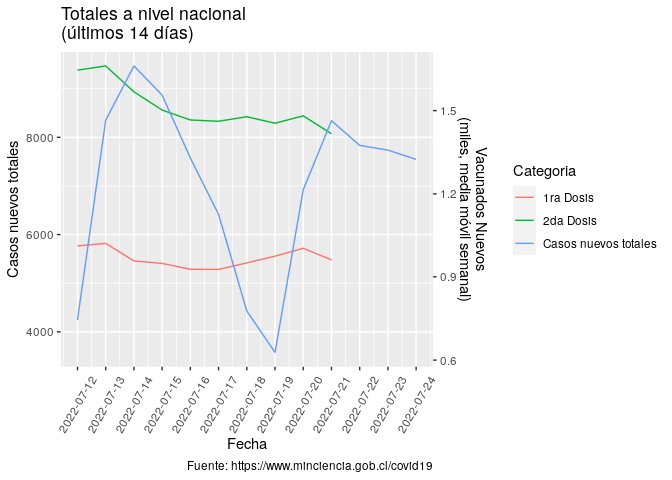 Totales a nivel nacional
(últimos 14 días)
Casos nuevos totales
8000
6000
4000
1.5
1.2
0.9
0.6
Vacunados Nuevos
(miles, media móvil semanal)
2022-07-12
2022-07-13
2022-07-14
2022-07-15
2022-07-16
2022-07-17
2022-07-18
2022-07-19
2022-07-20
2022-07-21
2022-07-22
2022-07-23
2022-07-24
Fecha
Categoria
1ra Dosis
2da Dosis
Casos nuevos totales
Fuente: https://www.minciencia.gob.cl/covid19